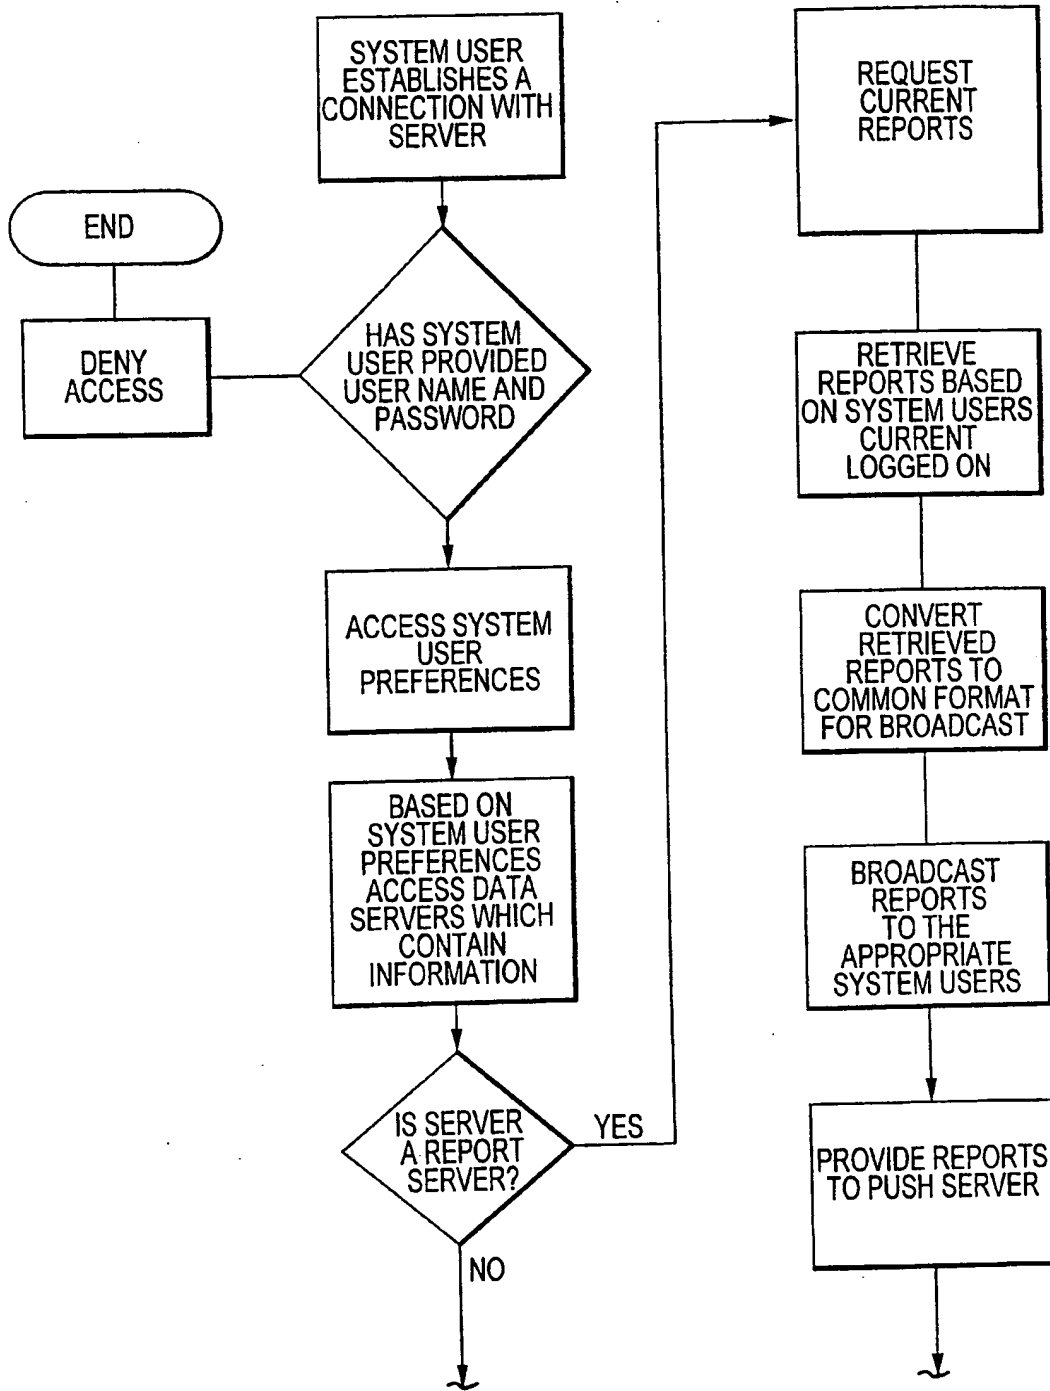 SYSTEM USER
ESTABLISHES A
CONNECTION WITH
SERVER
END
DENY
ACCESS
HAS SYSTEM
USER PROVIDED
USER NAME AND
PASSWORD
ACCESS SYSTEM
USER
PREFERENCES
BASED ON
SYSTEM USER
PREFERENCES
ACCESS DATA
SERVERS WHICH
CONTAIN
INFORMATION
IS SERVER
A REPORT
SERVER?
YES
NO
REQUEST
CURRENT
REPORTS
RETRIEVE
REPORTS BASED
ON SYSTEM USERS
CURRENT
LOGGED ON
CONVERT
RETRIEVED
REPORTS TO
COMMON FORMAT
FOR BROADCAST
BROADCAST
REPORTS
TO THE
APPROPRIATE
SYSTEM USERS
PROVIDE REPORTS
TO PUSH SERVER